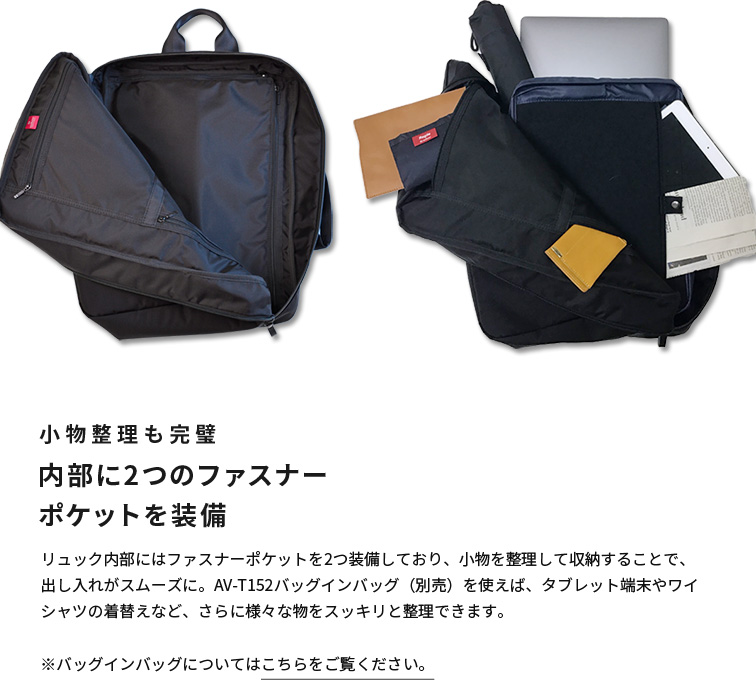 小物整理も完璧
内部に2つのファスナー
ポケットを装備
リュック内部にはファスナーポケットを2つ装備しており、小物を整理して収納することで、
出し入れがスムーズに。AV-T152バッグインバッグ（別売）を使えば、タブレット端末やワイ
シャツの着替えなど、さらに様々な物をスッキリと整理できます。
※バッグインバッグについてはこちらをご覧ください。